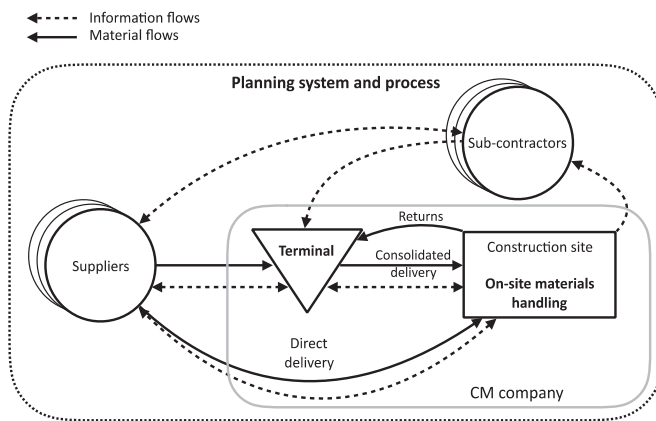 Information flows
Material flows
Planning system and process
Sub-contractors
Returns
Terminal
Construction site
Suppliers
Consolidated
delivery
On-site materials
handling
Direct
delivery
CM company